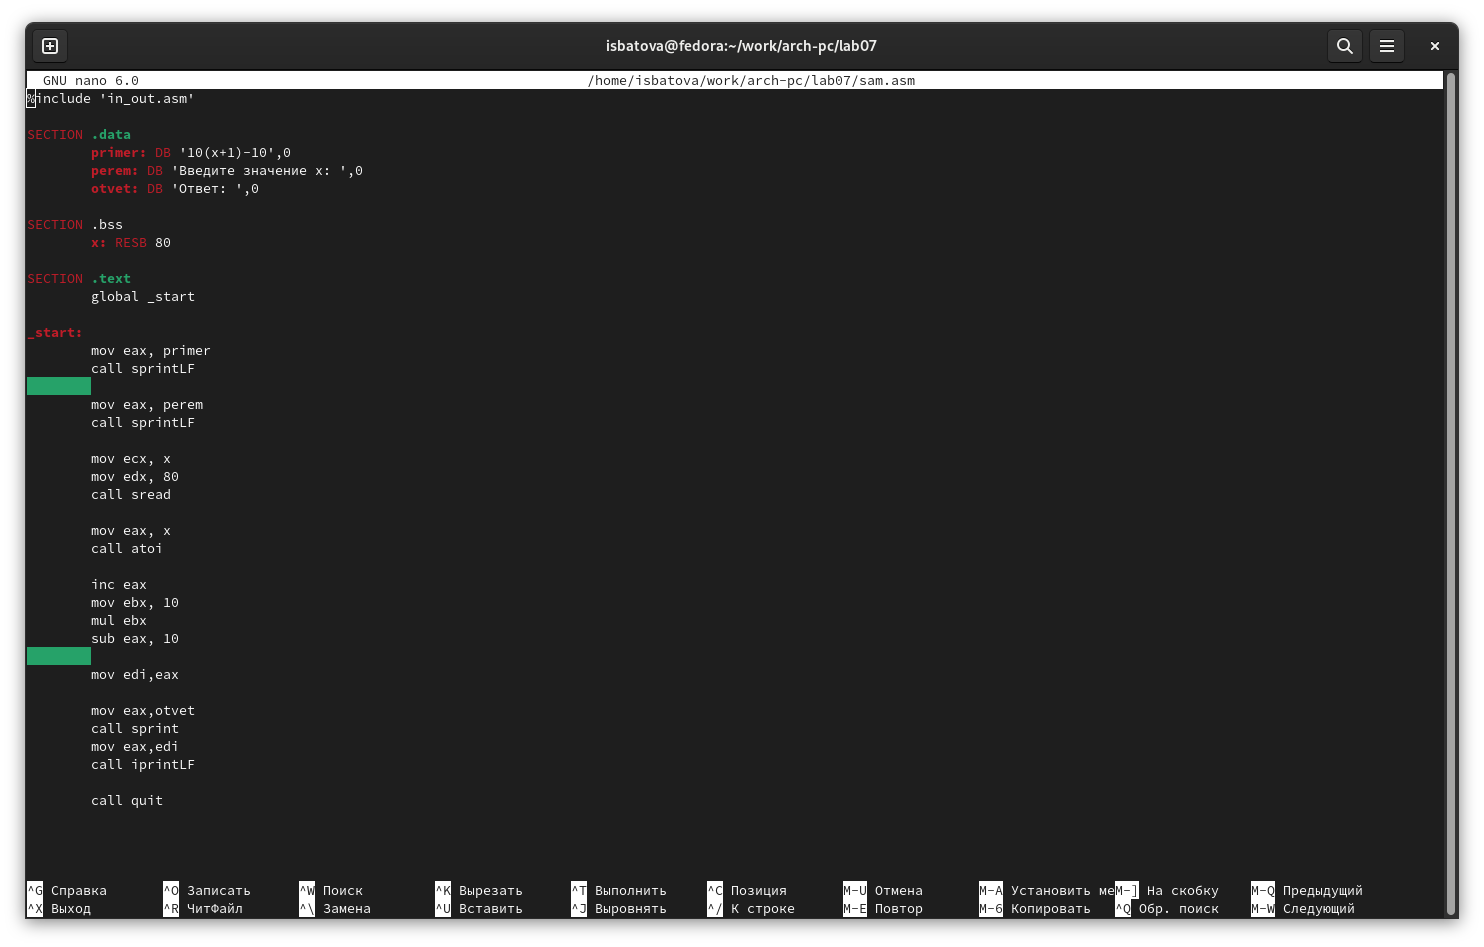 isbatova@fedora:~/work/arch-pc/lab07
GNU nano 6.0 /home/isbatova/work/arch-pc/lab07/sam.asm
%include 'in_out.asm'
SECTION .data
primer: DB '10(x+1)-10',0
perem: DB 'Введите значение x: ',0
otvet: DB 'Ответ: ',0
SECTION .bss
x: RESB 80
SECTION .text
global _start
_start:
mov eax, primer
call sprintLF
mov eax, perem
call sprintLF
mov ecx, x
mov edx, 80
call sread
mov eax, x
call atoi
inc eax
mov ebx, 10
mul ebx
sub eax, 10
mov edi,eax
mov eax,otvet
call sprint
mov eax,edi
call iprintLF
call quit
^G Справка ^O Записать ^W Поиск ^K Вырезать ^T Выполнить ^C Позиция M-U Отмена M-A Установить меM-] На скобку M-Q Предыдущий
^X Выход ^R ЧитФайл ^\ Замена ^U Вставить ^J Выровнять ^/ К строке M-E Повтор M-6 Копировать ^Q Обр. поиск M-W Следующий